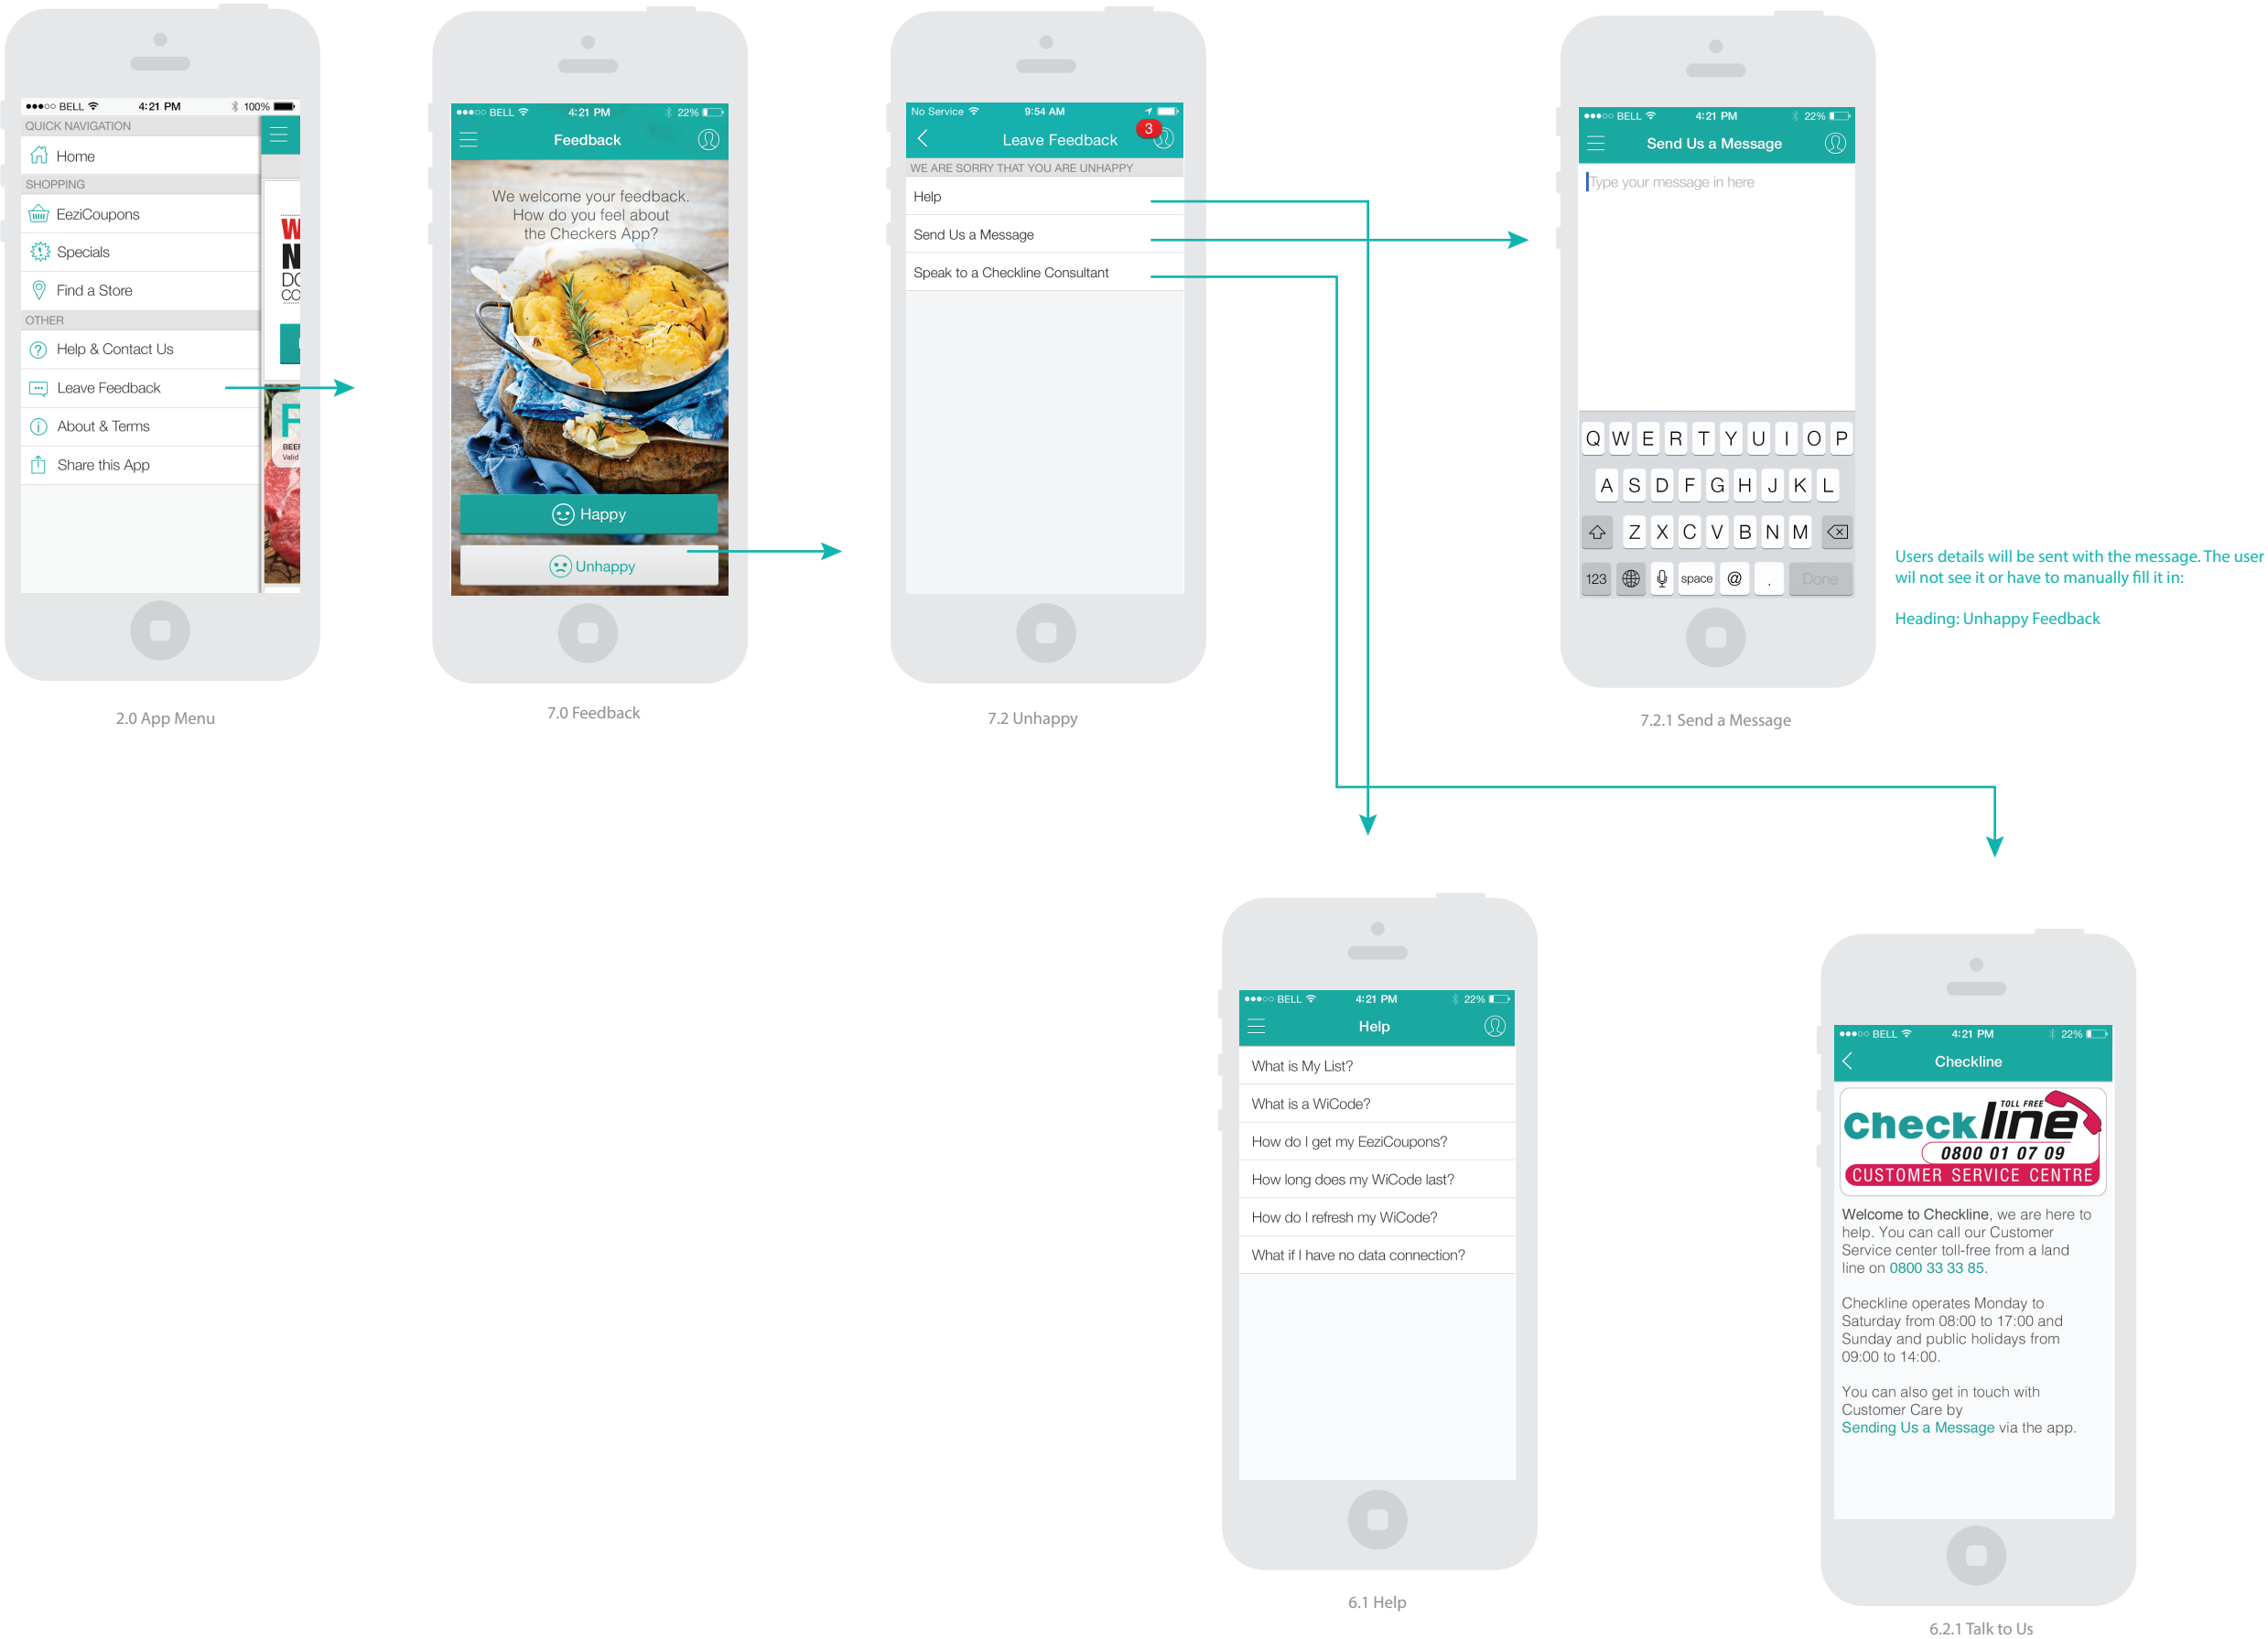 BELL 4:21 PM 100%
QUICK NAVIGATION
Home
SHOPPING
EeziCoupons
Specials
Find a Store
OTHER
Help & Contact Us
Leave Feedback
About & Terms
Share this App
W
N
DO
CO
F
BEEF
Valid
2.0 App Menu
BELL 4:21 PM 22%
Feedback
We welcome your feedback.
How do you feel about
the Checkers App?
Happy
Unhappy
7.0 Feedback
No Service 9:54 AM
Leave Feedback 3
WE ARE SORRY THAT YOU ARE UNHAPPY
Help
Send Us a Message
Speak to a Checkline Consultant
7.2 Unhappy
BELL 4:21 PM 22%
Send Us a Message
Type your message in here
Q W E R T Y U I O P
A S D F G H J K L
Z X C V B N M
123 space @ . Done
7.2.1 Send a Message
Users details will be sent with the message. The user
wil not see it or have to manually fill it in:
Heading: Unhappy Feedback
BELL 4:21 PM 22%
Help
What is My List?
What is a WiCode?
How do I get my EeziCoupons?
How long does my WiCode last?
How do I refresh my WiCode?
What if I have no data connection?
6.1 Help
BELL 4:21 PM 22%
Checkline
TOLL FREE
checkline
0800 01 07 09
CUSTOMER SERVICE CENTRE
Welcome to Checkline, we are here to
help. You can call our Customer
Service center toll-free from a land
line on 0800 33 33 85.
Checkline operates Monday to
Saturday from 08:00 to 17:00 and
Sunday and public holidays from
09:00 to 14:00.
You can also get in touch with
Customer Care by
Sending Us a Message via the app.
6.2.1 Talk to Us